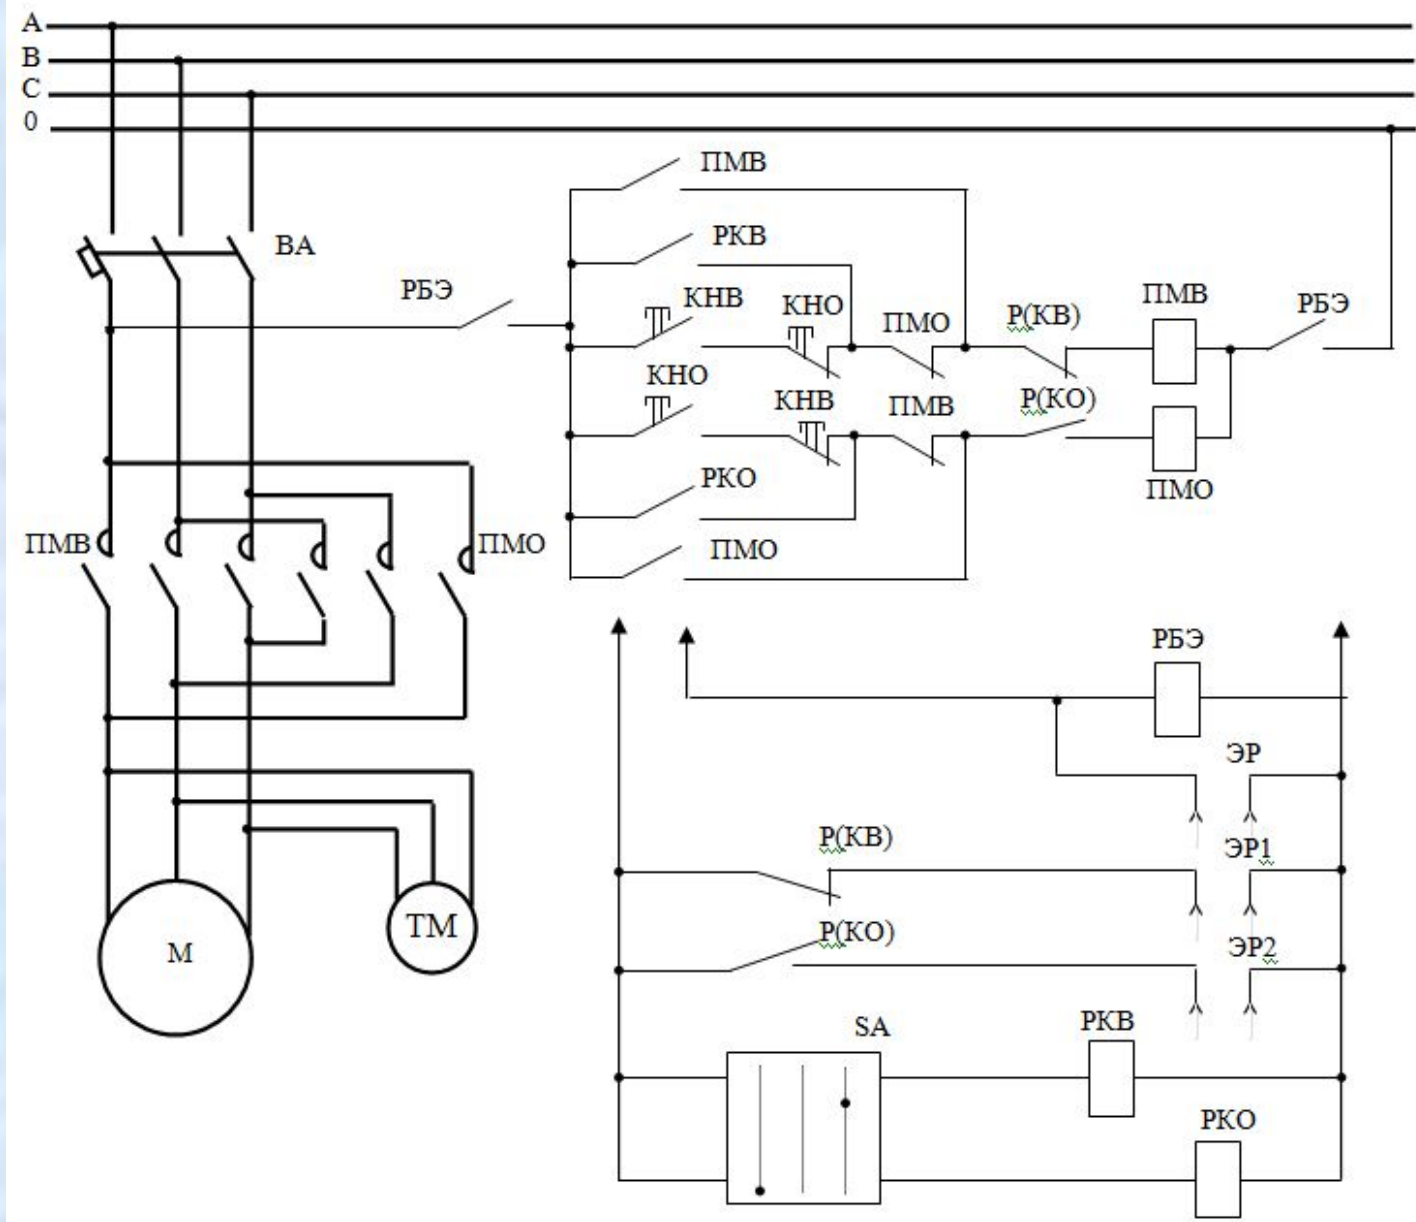 А
В
С
0
ПМВ
ВА
РКВ
РБЭ
КНВ
КНО
ПМО
Р(КВ)
ПМВ
РБЭ
КНО
КНВ
ПМВ
Р(КО)
РКО
ПМО
ПМВ
ПМО
ПМО
РБЭ
ЭР
Р(КВ)
ЭР1
М
ТМ
Р(КО)
ЭР2
SA
РКВ
РКО